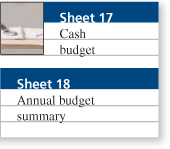 Sheet 17
Cash
budget
Sheet 18
Annual budget
summary